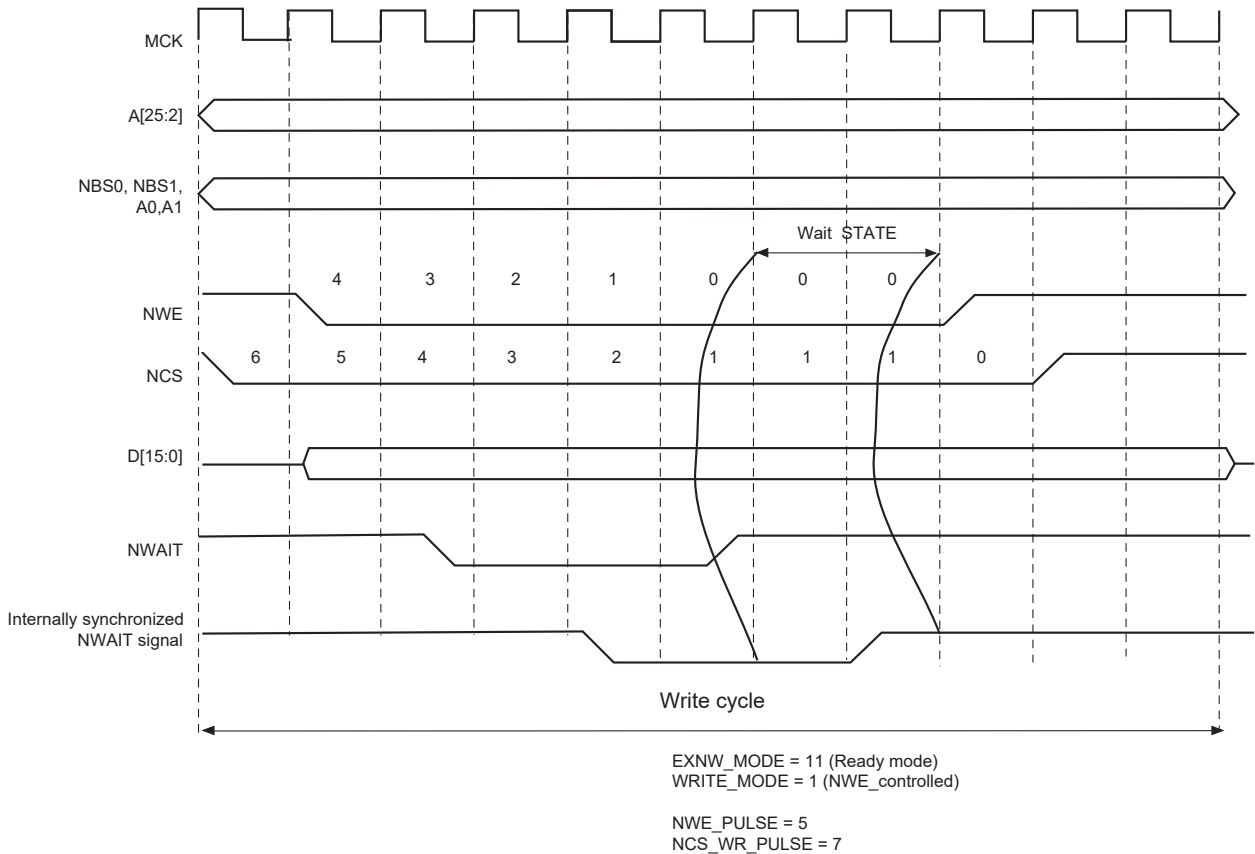 MCK
A[25:2]
NBS0, NBS1,
A0,A1
Wait STATE
4 3 2 1 0 0 0
NWE
6 5 4 3 2 1 1 1 0
NCS
D[15:0]
NWAIT
Internally synchronized
NWAIT signal
Write cycle
EXNW_MODE = 11 (Ready mode)
WRITE_MODE = 1 (NWE_controlled)
NWE_PULSE = 5
NCS_WR_PULSE = 7